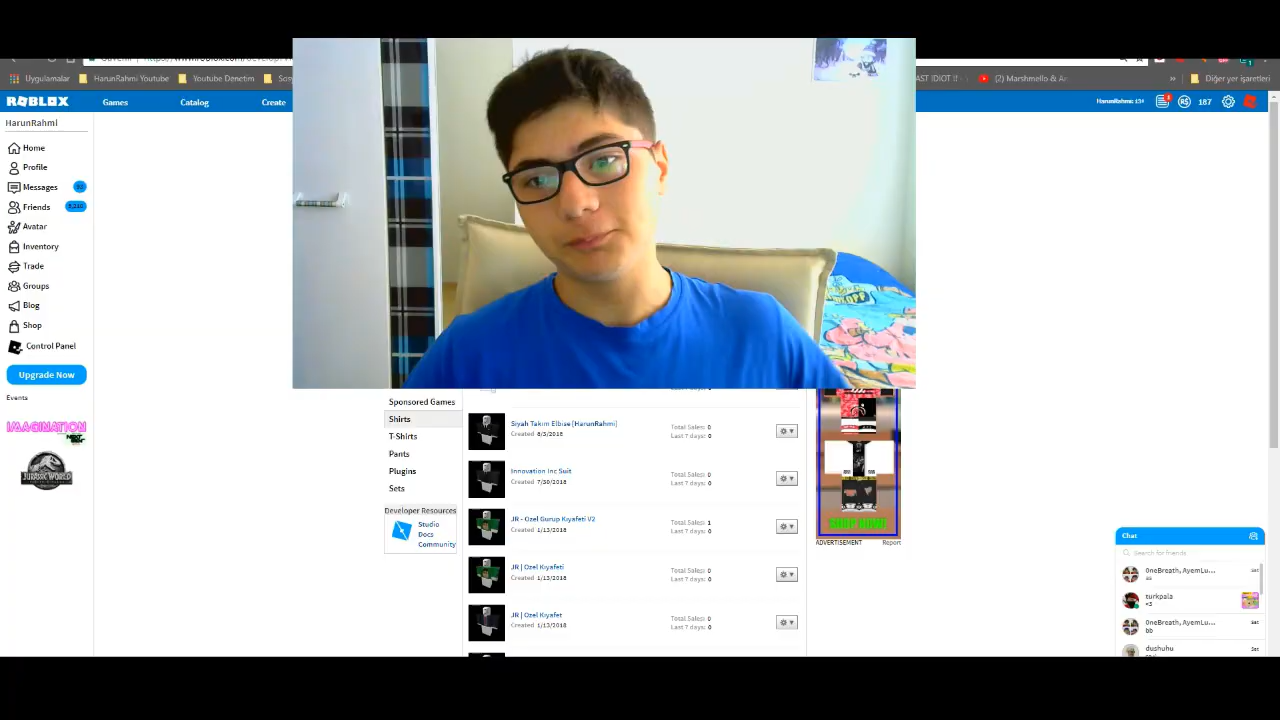 Uygulamalar
HarunRahmi Youtube
Youtube Denetim
AST IDIOT !!
(2) Marshmello & An
»
Diğer yer işaretleri
ROBLOX
Games
Catalog
Create
HarunRahmi: 13+
187
HarunRahmI
Home
Profile
Messages
Friends
Avatar
Inventory
Trade
Groups
Blog
Shop
Control Panel
Upgrade Now
Events
IMAGINATION
JURASSIC WORLD
Sponsored Games
Shirts
T-Shirts
Pants
Plugins
Sets
Developer Resources
Studio
Docs
Community
Siyah Takım Elbise [HarunRahmi]
Created 8/3/2018
Total Sales: 0
Last 7 days: 0
Innovation Inc Suit
Created 7/30/2018
Total Sales: 0
Last 7 days: 0
JR - Ozel Gurup Kıyafeti V2
Created 1/13/2018
Total Sales: 1
Last 7 days: 0
JR | Ozel Kıyafeti
Created 1/13/2018
Total Sales: 0
Last 7 days: 0
JR | Ozel Kıyafet
Created 1/13/2018
Total Sales: 0
Last 7 days: 0
ADVERTISEMENT
Report
Chat
Search for friends
OneBreath, AyemLu...
ss
turkpala
<3
OneBreath, AyemLu...
bb
dushuhu